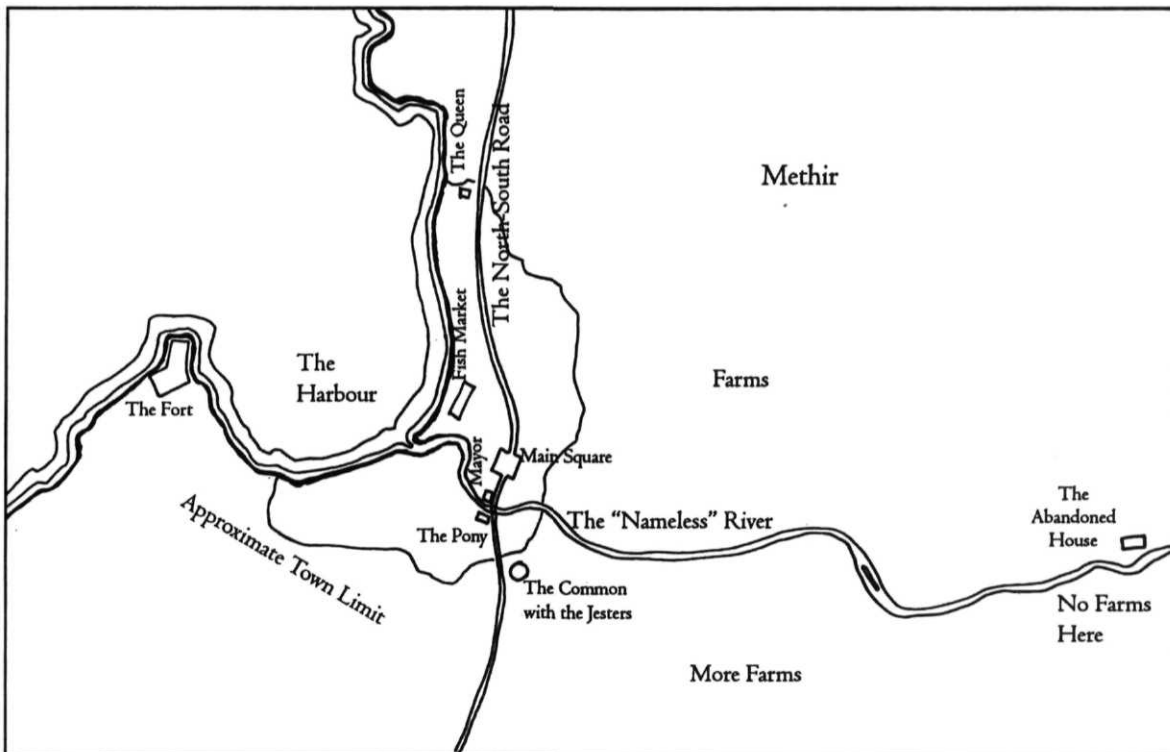 The Queen
The North-South Road
Methir
Fish Market
The
Harbour
Farms
The Fort
Mayor
Main Square
The
Abandoned
House
Approximate Town Limit
The Pony
The "Nameless" River
The Common
with the Jesters
No Farms
Here
More Farms